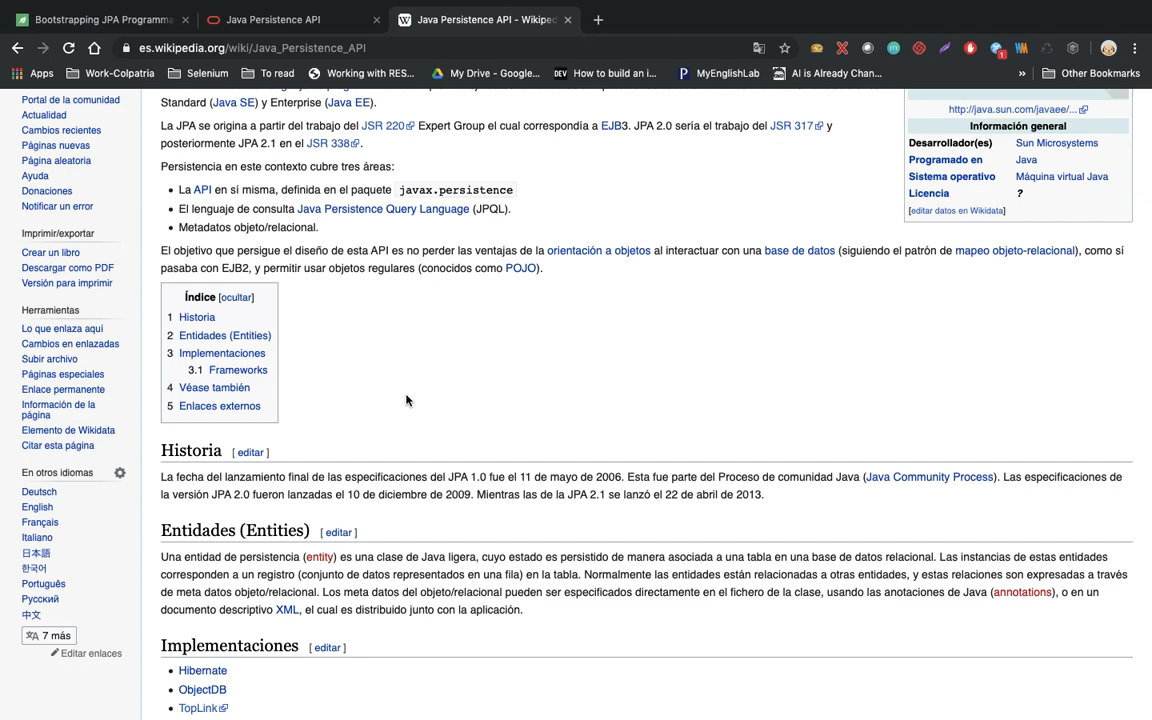 Bootstrapping JPA Programma
Java Persistence API
Java Persistence API - Wikiped
es.wikipedia.org/wiki/Java_Persistence_API
Apps
Work-Colpatria
Selenium
To read
Working with RES...
My Drive - Google...
DEV How to build an i...
P MyEnglishLab
AI is Already Chan...
» Other Bookmarks
Portal de la comunidad
Actualidad
Cambios recientes
Páginas nuevas
Página aleatoria
Ayuda
Donaciones
Notificar un error
Imprimir/exportar
Crear un libro
Descargar como PDF
Versión para imprimir
Herramientas
Lo que enlaza aquí
Cambios en enlazadas
Subir archivo
Páginas especiales
Enlace permanente
Información de la
página
Elemento de Wikidata
Citar esta página
En otros idiomas
Deutsch
English
Français
Italiano
日本語
한국어
Português
Русский
中文
7 más
Editar enlaces
Standard (Java SE) y Enterprise (Java EE).
La JPA se origina a partir del trabajo del JSR 220 Expert Group el cual correspondía a EJB3. JPA 2.0 sería el trabajo del JSR 317 y
posteriormente JPA 2.1 en el JSR 338.
Persistencia en este contexto cubre tres áreas:
• La API en sí misma, definida en el paquete javax.persistence
• El lenguaje de consulta Java Persistence Query Language (JPQL).
• Metadatos objeto/relacional.
El objetivo que persigue el diseño de esta API es no perder las ventajas de la orientación a objetos al interactuar con una base de datos (siguiendo el patrón de mapeo objeto-relacional), como sí
pasaba con EJB2, y permitir usar objetos regulares (conocidos como POJO).
http://java.sun.com/javaee/...
Información general
Desarrollador(es) Sun Microsystems
Programado en Java
Sistema operativo Máquina virtual Java
Licencia ?
[editar datos en Wikidata]
Índice [ocultar]
1 Historia
2 Entidades (Entities)
3 Implementaciones
3.1 Frameworks
4 Véase también
5 Enlaces externos
Historia [ editar ]
La fecha del lanzamiento final de las especificaciones del JPA 1.0 fue el 11 de mayo de 2006. Esta fue parte del Proceso de comunidad Java (Java Community Process). Las especificaciones de
la versión JPA 2.0 fueron lanzadas el 10 de diciembre de 2009. Mientras las de la JPA 2.1 se lanzó el 22 de abril de 2013.
Entidades (Entities) [ editar ]
Una entidad de persistencia (entity) es una clase de Java ligera, cuyo estado es persistido de manera asociada a una tabla en una base de datos relacional. Las instancias de estas entidades
corresponden a un registro (conjunto de datos representados en una fila) en la tabla. Normalmente las entidades están relacionadas a otras entidades, y estas relaciones son expresadas a través
de meta datos objeto/relacional. Los meta datos del objeto/relacional pueden ser especificados directamente en el fichero de la clase, usando las anotaciones de Java (annotations), o en un
documento descriptivo XML, el cual es distribuido junto con la aplicación.
Implementaciones [ editar ]
• Hibernate
• ObjectDB
• TopLink